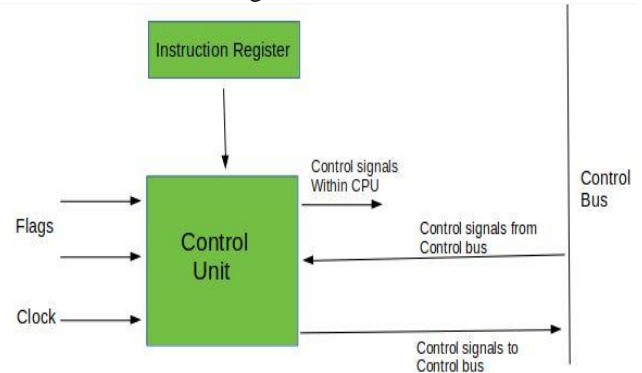 Instruction Register
Control signals
Within CPU
Control
Bus
Flags
Control
Unit
Control signals from
Control bus
Clock
Control signals to
Control bus